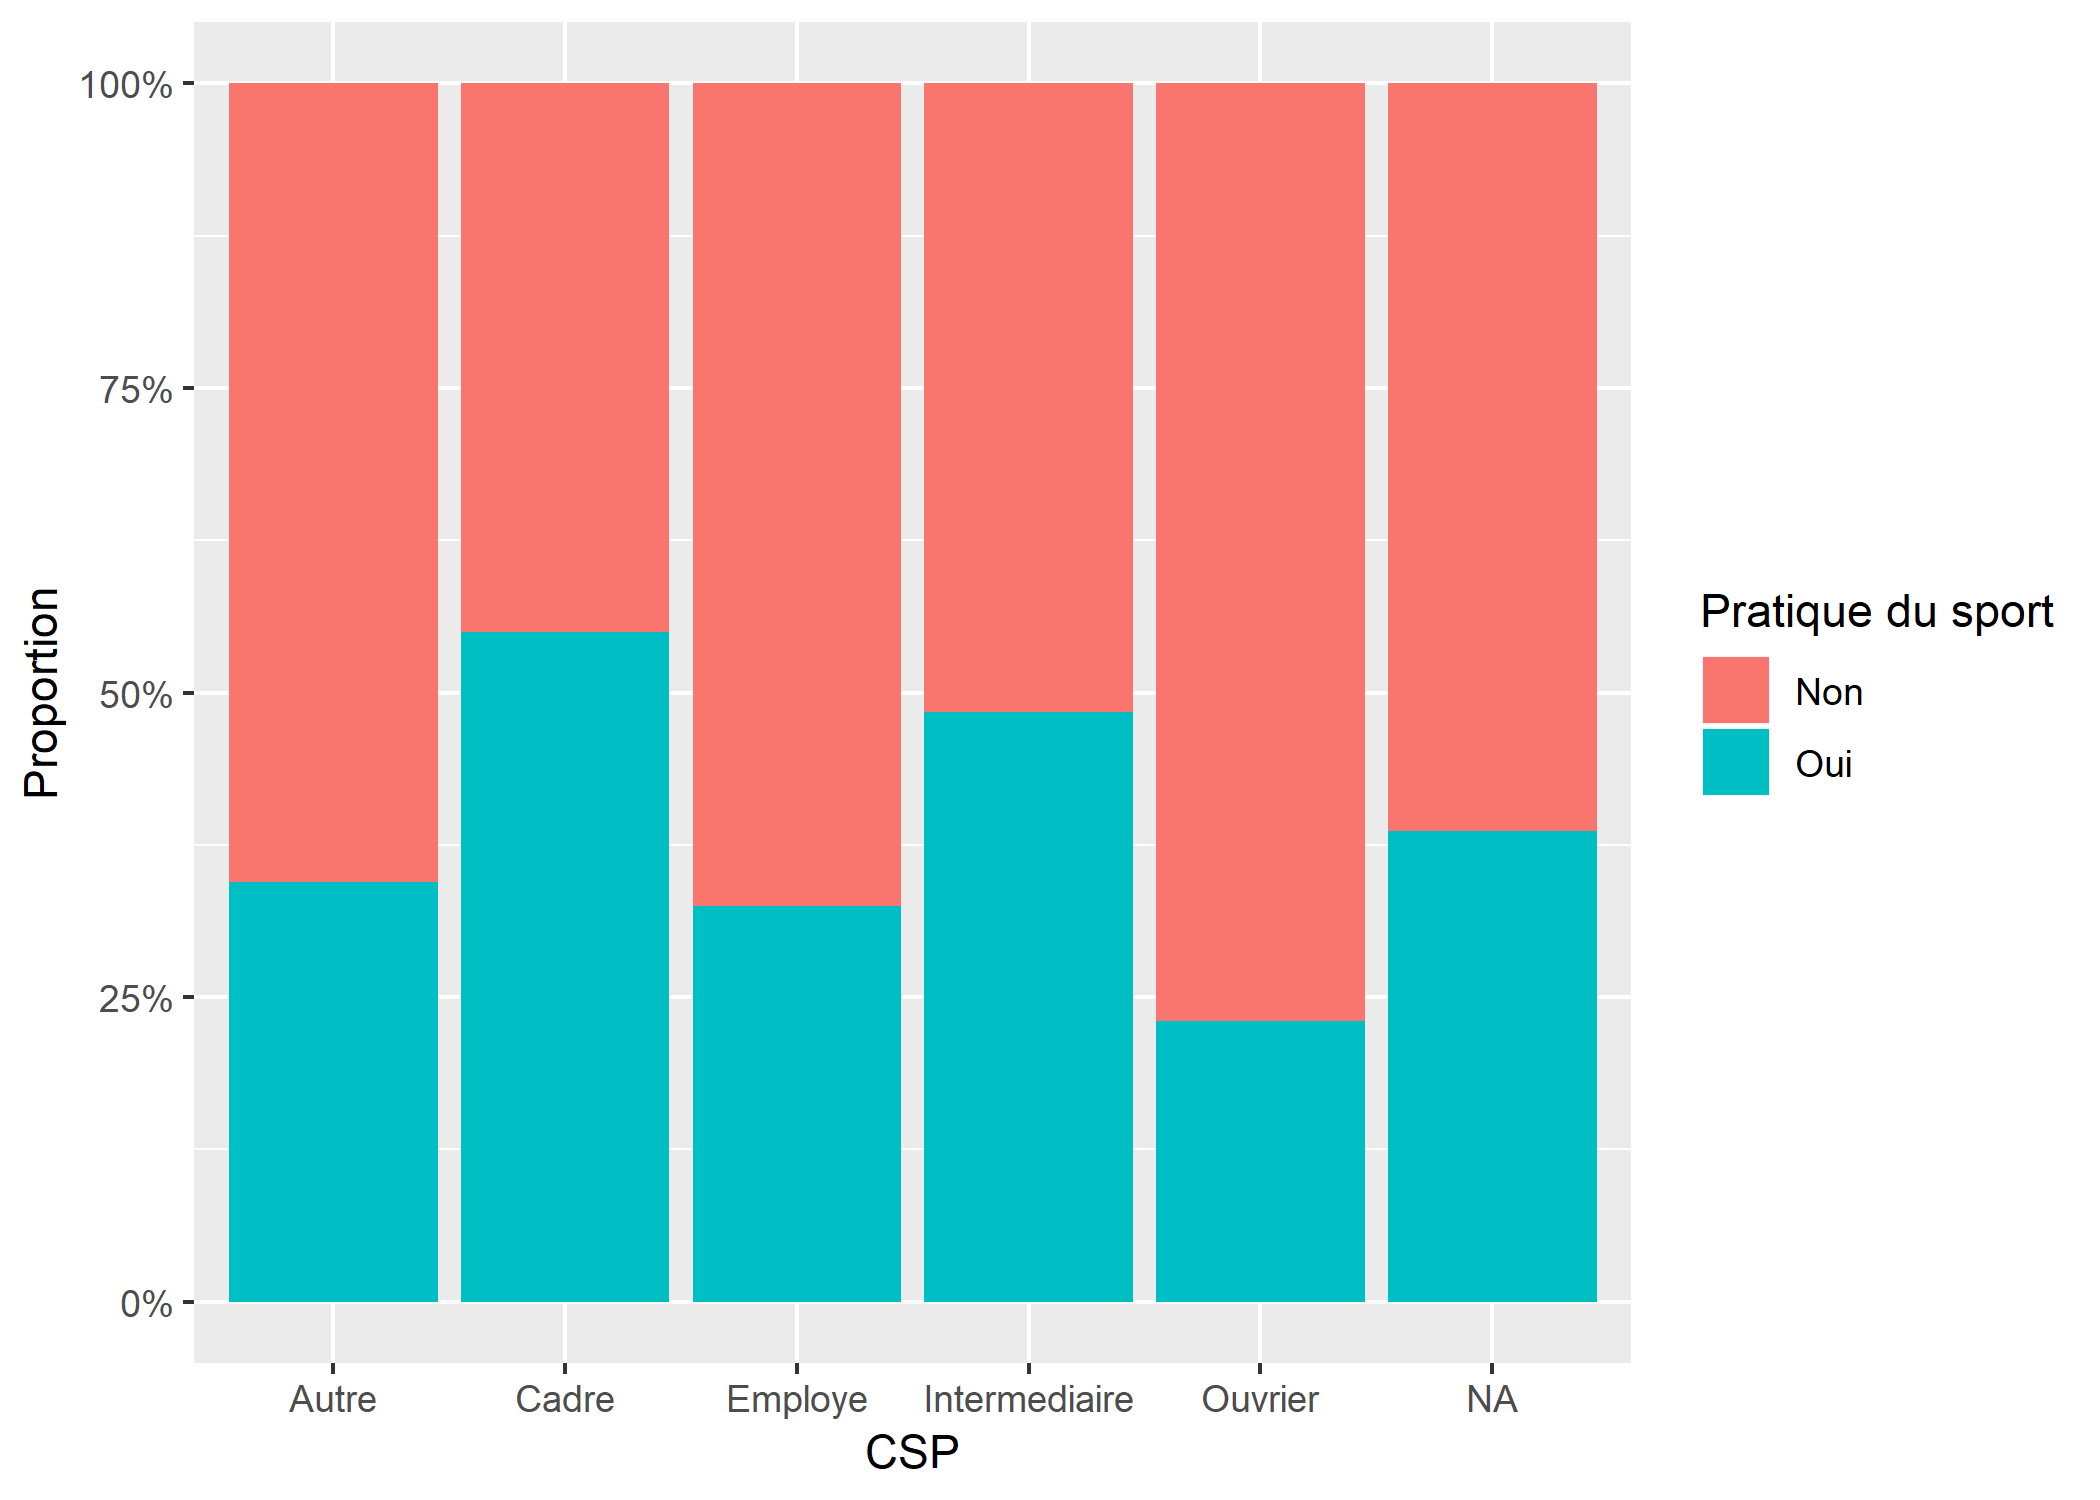 100%
75%
50%
25%
0%
Proportion
Autre
Cadre
Employe
Intermediaire
Ouvrier
NA
CSP
Pratique du sport
Non
Oui